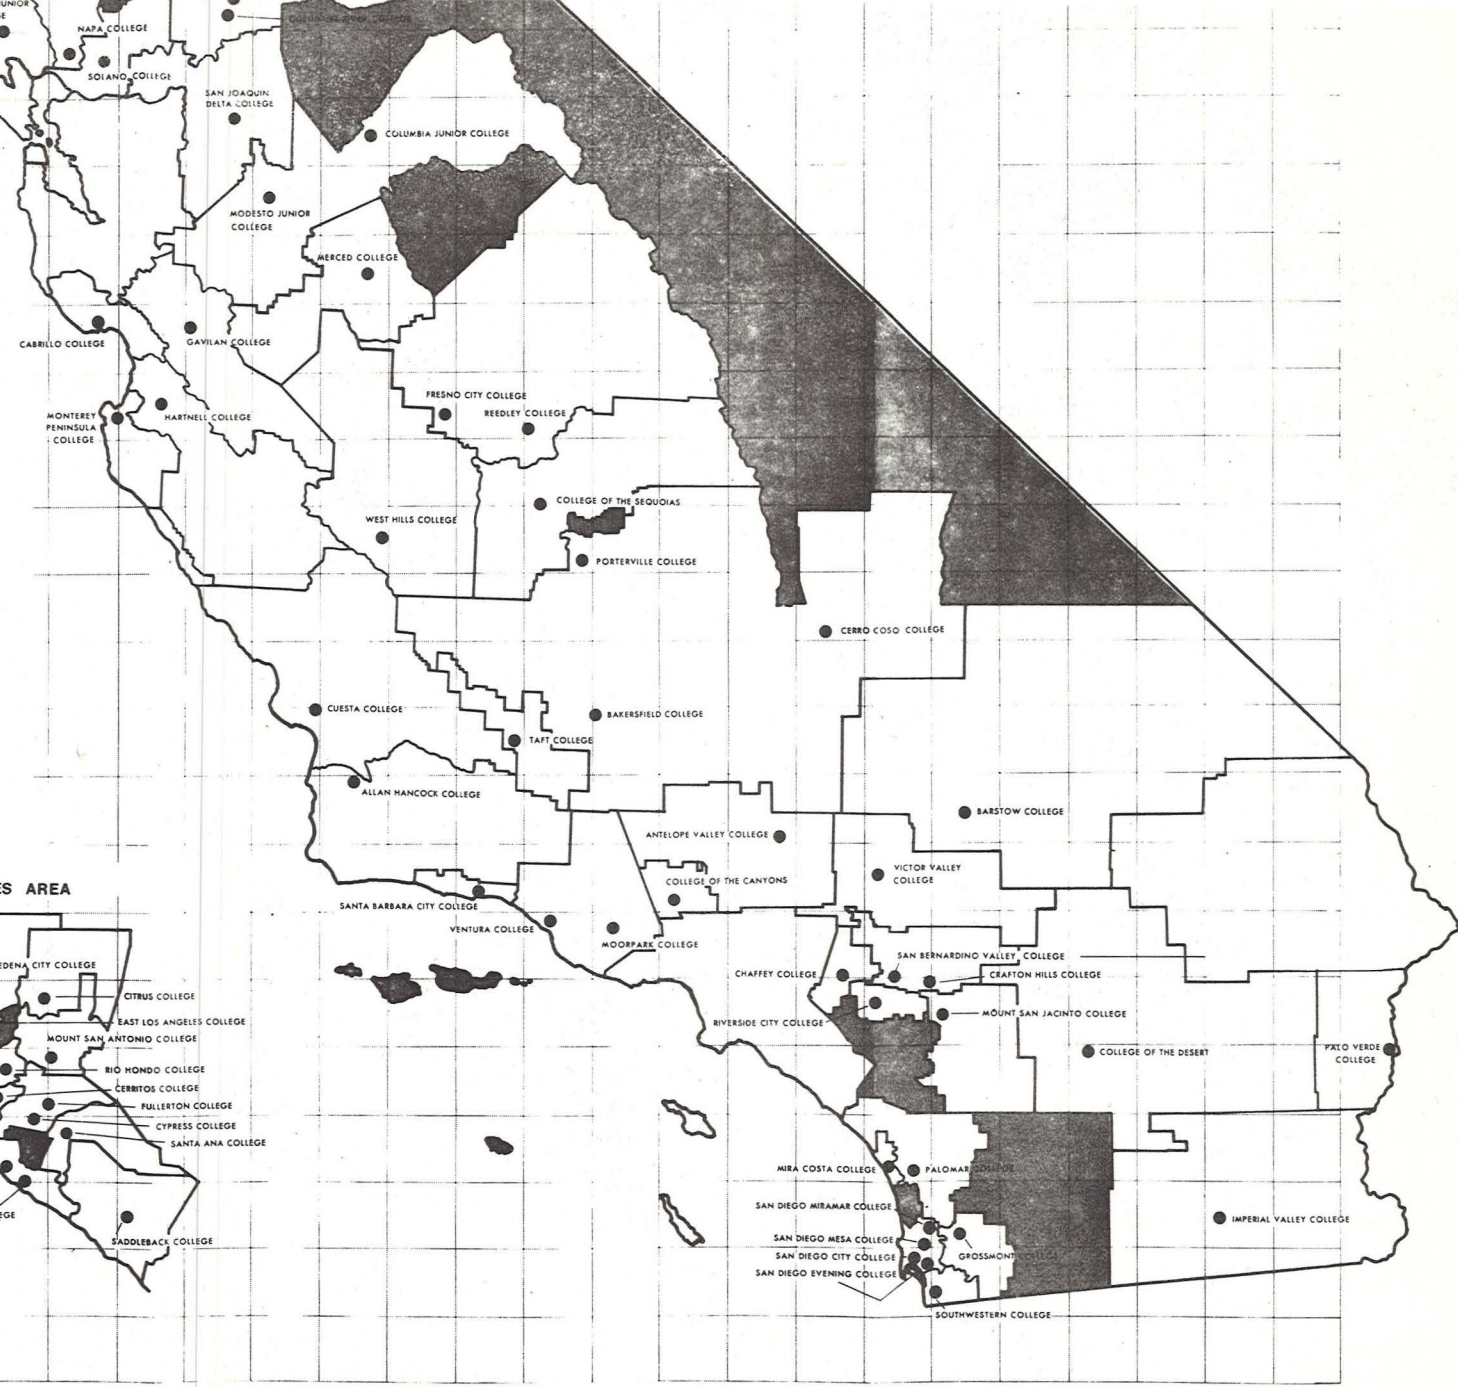 NAPA COLLEGE
SOLANO COLLEGE
SAN JOAQUIN
DELTA COLLEGE
COLUMBIA JUNIOR COLLEGE
MODESTO JUNIOR
COLLEGE
MERCED COLLEGE
CABRILLO COLLEGE
GAVILAN COLLEGE
MONTEREY
PENINSULA
COLLEGE
HARTNELL COLLEGE
FRESNO CITY COLLEGE
REEDLEY COLLEGE
COLLEGE OF THE SEQUOIAS
WEST HILLS COLLEGE
PORTERVILLE COLLEGE
CERRO COSO COLLEGE
CUESTA COLLEGE
BAKERSFIELD COLLEGE
TAFT COLLEGE
ALLAN HANCOCK COLLEGE
BARSTOW COLLEGE
ANTELOPE VALLEY COLLEGE
VICTOR VALLEY
COLLEGE
COLLEGE OF THE CANYONS
SANTA BARBARA CITY COLLEGE
VENTURA COLLEGE
MOORPARK COLLEGE
CHAFFEY COLLEGE
SAN BERNARDINO VALLEY COLLEGE
CRAFTON HILLS COLLEGE
RIVERSIDE CITY COLLEGE
MOUNT SAN JACINTO COLLEGE
COLLEGE OF THE DESERT
PALO VERDE
COLLEGE
MIRA COSTA COLLEGE
PALOMAR COLLEGE
SAN DIEGO MIRAMAR COLLEGE
SAN DIEGO MESA COLLEGE
GROSSMONT COLLEGE
SAN DIEGO CITY COLLEGE
SAN DIEGO EVENING COLLEGE
SOUTHWESTERN COLLEGE
IMPERIAL VALLEY COLLEGE
ES AREA
EDENA CITY COLLEGE
CITRUS COLLEGE
EAST LOS ANGELES COLLEGE
MOUNT SAN ANTONIO COLLEGE
RIO HONDO COLLEGE
CERRITOS COLLEGE
FULLERTON COLLEGE
CYPRESS COLLEGE
SANTA ANA COLLEGE
EGE
SADDLEBACK COLLEGE